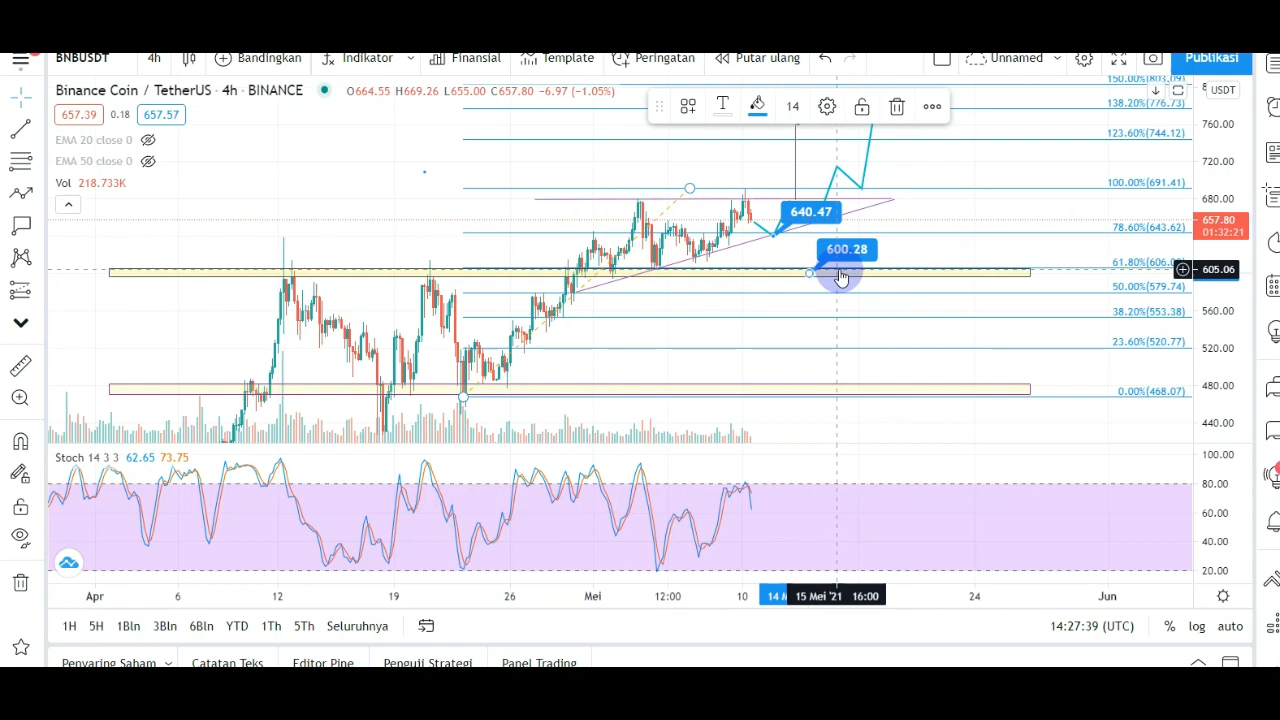 BNBUSDT 4h Bandingkan Indikator Finansial Template Peringatan Putar ulang Unnamed Publikasi
Binance Coin / TetherUS · 4h · BINANCE O664.55 H669.26 L655.00 C657.80 −6.97 (−1.05%)
657.39 0.18 657.57
EMA 20 close 0
EMA 50 close 0
Vol 218.733K
14
USDT
150.00%(803.09)
138.20%(776.73)
123.60%(744.12)
100.00%(691.41)
78.60%(643.62)
61.80%(606.
50.00%(579.74)
38.20%(553.38)
23.60%(520.77)
0.00%(468.07)
640.47
600.28
760.00
720.00
680.00
657.80
01:32:21
605.06
560.00
520.00
480.00
440.00
Stoch 14 3 3 62.65 73.75
100.00
80.00
60.00
40.00
20.00
Apr 6 12 19 26 Mei 12:00 10 14 15 Mei '21 16:00 24 Jun
1H 5H 1Bln 3Bln 6Bln YTD 1Th 5Th Seluruhnya 14:27:39 (UTC) % log auto
Penyaring Saham Catatan Teks Editor Pine Penguji Strategi Panel Trading